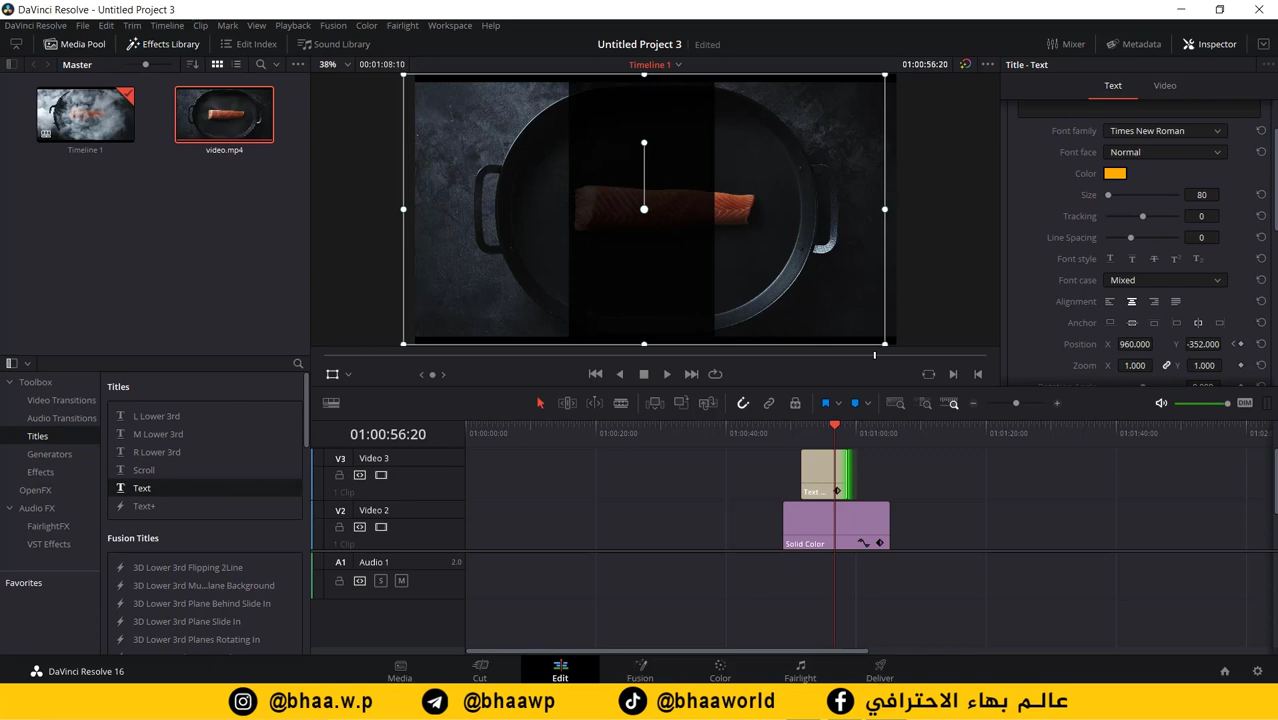 DaVinci Resolve - Untitled Project 3
DaVinci Resolve File Edit Trim Timeline Clip Mark View Playback Fusion Color Fairlight Workspace Help
Media Pool Effects Library Edit Index Sound Library Untitled Project 3 Edited Mixer Metadata Inspector
Master 38% 00:01:08:10 Timeline 1 01:00:56:20 Title - Text
Text Video
Timeline 1 video.mp4
Font family Times New Roman
Font face Normal
Color
Size 80
Tracking 0
Line Spacing 0
Font style
Font case Mixed
Alignment
Anchor
Position X 960.000 Y -352.000
Zoom X 1.000 Y 1.000
Toolbox
Video Transitions
Audio Transitions
Titles
Generators
Effects
OpenFX
Audio FX
FairlightFX
VST Effects
Favorites
Titles
L Lower 3rd
M Lower 3rd
R Lower 3rd
Scroll
Text
Text+
Fusion Titles
3D Lower 3rd Flipping 2Line
3D Lower 3rd Mu...lane Background
3D Lower 3rd Plane Behind Slide In
3D Lower 3rd Plane Slide In
3D Lower 3rd Planes Rotating In
DIM
01:00:56:20 01:00:00:00 01:00:20:00 01:00:40:00 01:01:00:00 01:01:20:00 01:01:40:00 01:02:
V3 Video 3
1 Clip
Text ...
V2 Video 2
1 Clip
Solid Color
A1 Audio 1 2.0
S M
DaVinci Resolve 16 Media Cut Edit Fusion Color Fairlight Deliver
@bhaa.w.p @bhaawp @bhaaworld عالم بهاء الاحترافي